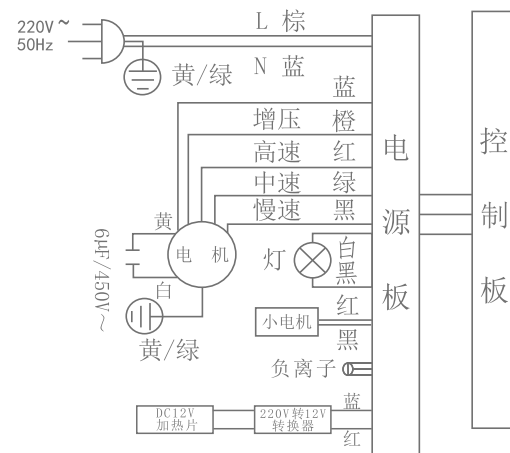 220V~
50Hz
L 棕
N 蓝
黄/绿
蓝
增压 橙
高速 红
中速 绿
慢速 黑
黄
6μF/450V~
电 机
白
黄/绿
灯
白
黑
小电机
红
黑
负离子
蓝
DC12V
加热片
220V转12V
转换器
红
电源板
控制板